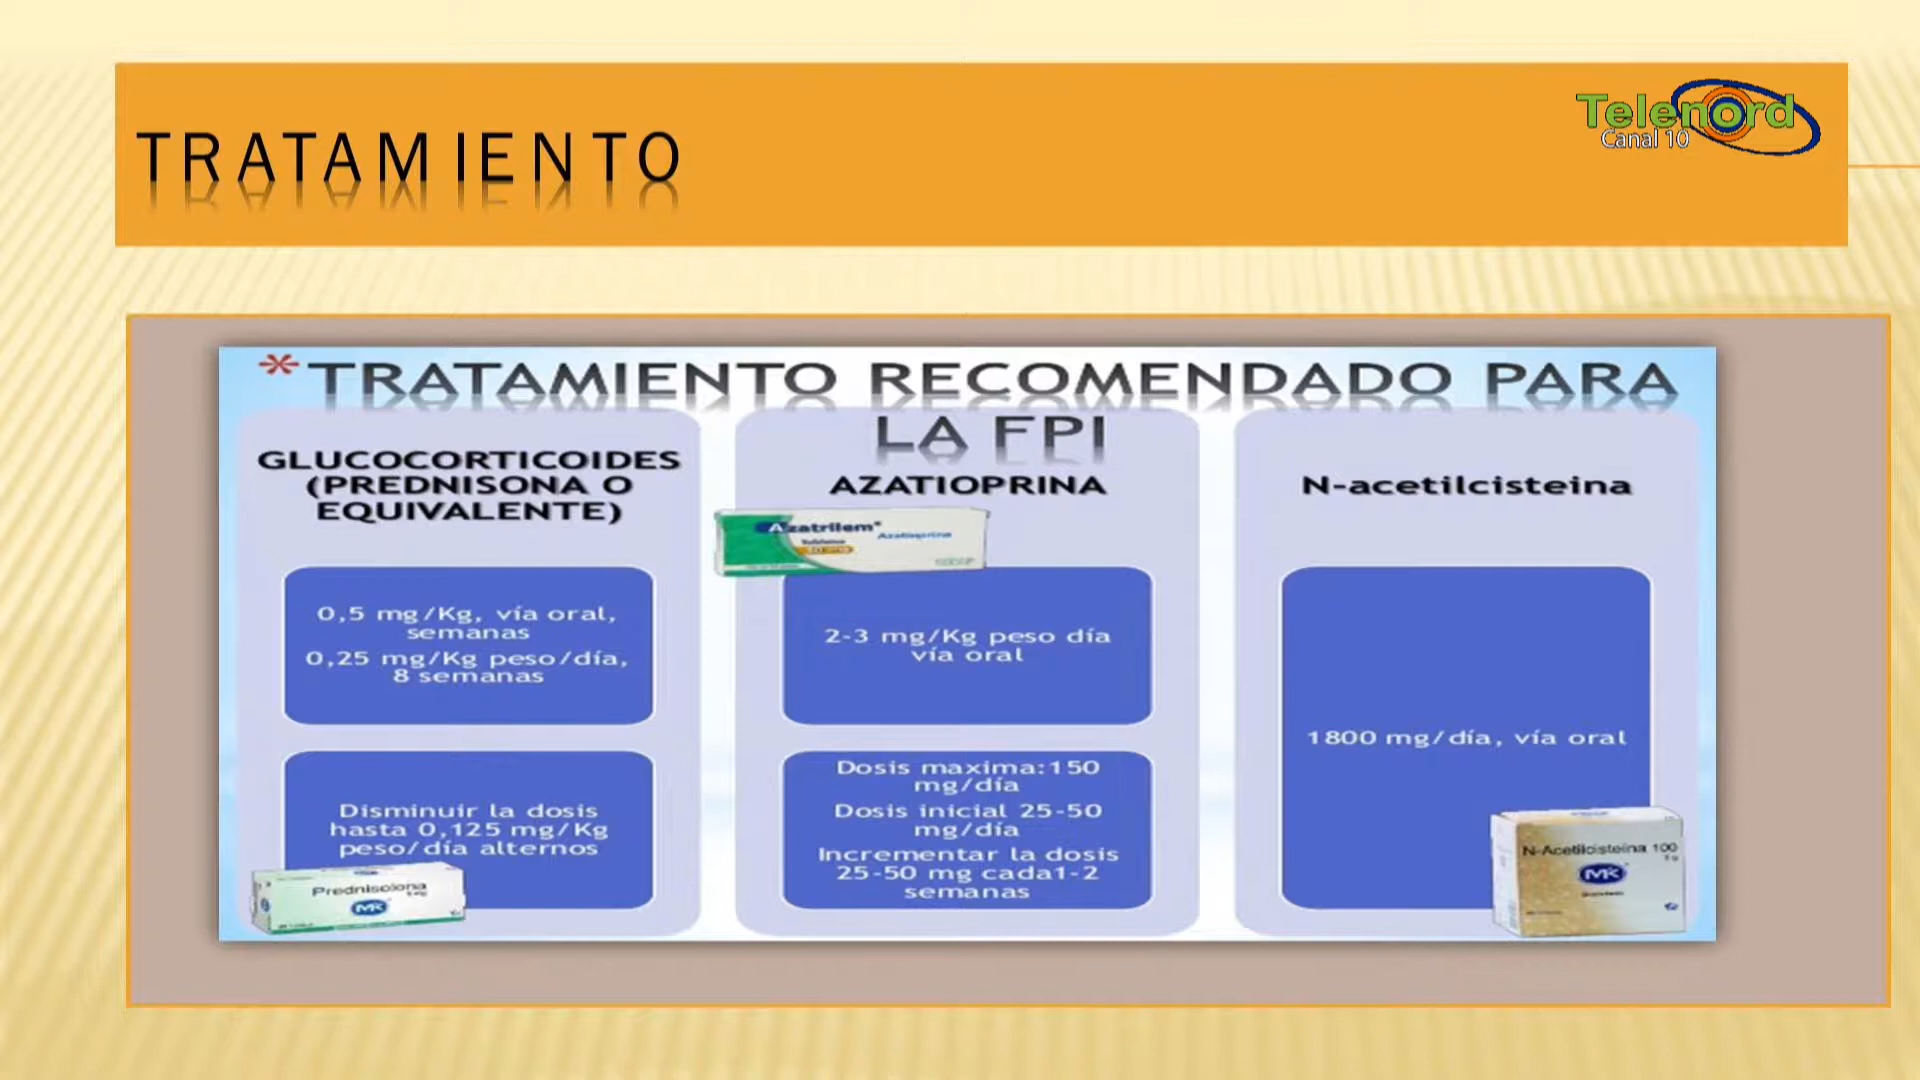 TRATAMIENTO
Telenord
Canal 10
*TRATAMIENTO RECOMENDADO PARA
LA FPI
GLUCOCORTICOIDES
(PREDNISONA O
EQUIVALENTE)
0,5 mg/Kg, vía oral,
semanas
0,25 mg/Kg peso/día,
8 semanas
Disminuir la dosis
hasta 0,125 mg/Kg
peso/día alternos
Prednisolona
MK
AZATIOPRINA
Azatrilem
Azatioprina
2-3 mg/Kg peso día
vía oral
Dosis maxima:150
mg/día
Dosis inicial 25-50
mg/día
Incrementar la dosis
25-50 mg cada1-2
semanas
N-acetilcisteina
1800 mg/día, vía oral
N-Acetilcisteina 100
MK